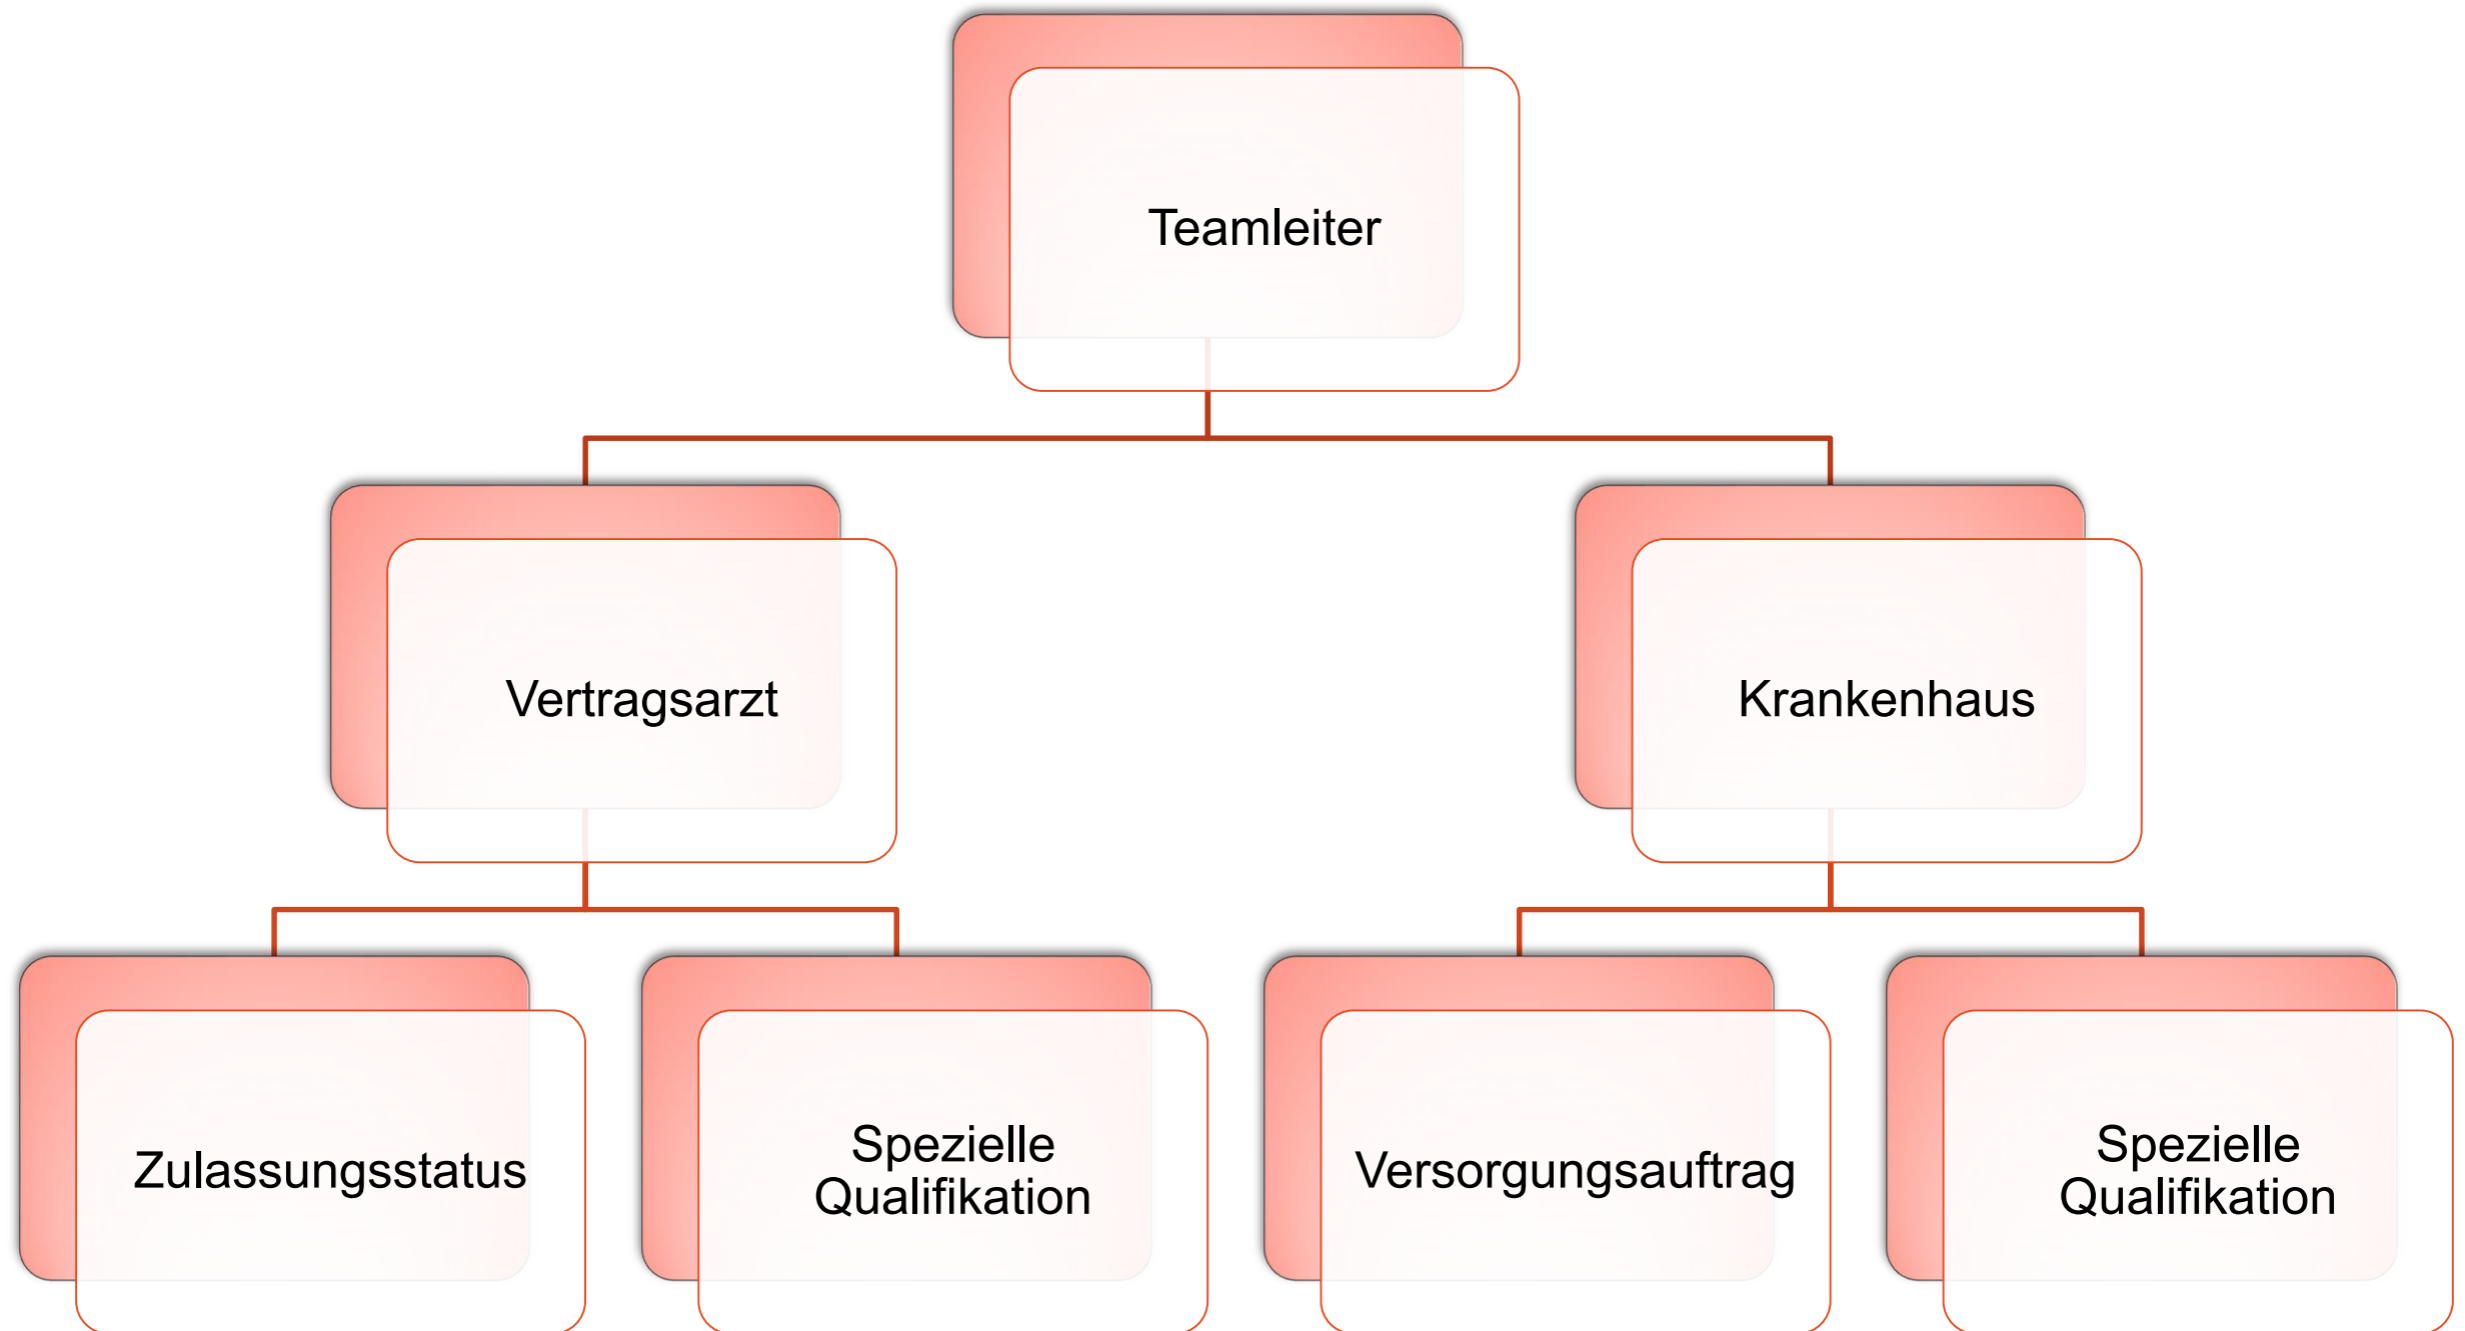 Teamleiter
Vertragsarzt
Krankenhaus
Zulassungsstatus
Spezielle
Qualifikation
Versorgungsauftrag
Spezielle
Qualifikation